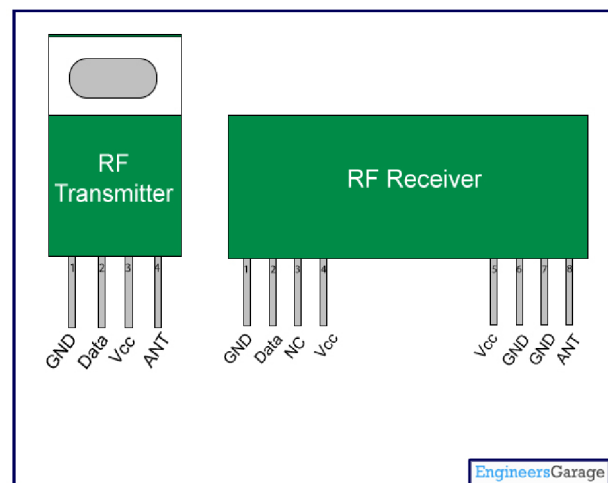 RF
Transmitter
RF Receiver
1 2 3 4
GND Data Vcc ANT
1 2 3 4 5 6 7 8
GND Data NC Vcc Vcc GND GND ANT
EngineersGarage